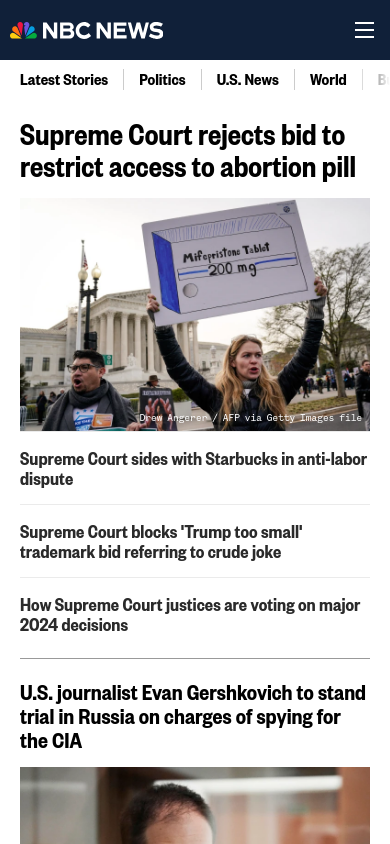 NBC NEWS
Latest Stories
Politics
U.S. News
World
Supreme Court rejects bid to
restrict access to abortion pill
Mifepristone Tablet
200 mg
Drew Angerer / AFP via Getty Images file
Supreme Court sides with Starbucks in anti-labor
dispute
Supreme Court blocks 'Trump too small'
trademark bid referring to crude joke
How Supreme Court justices are voting on major
2024 decisions
U.S. journalist Evan Gershkovich to stand
trial in Russia on charges of spying for
the CIA